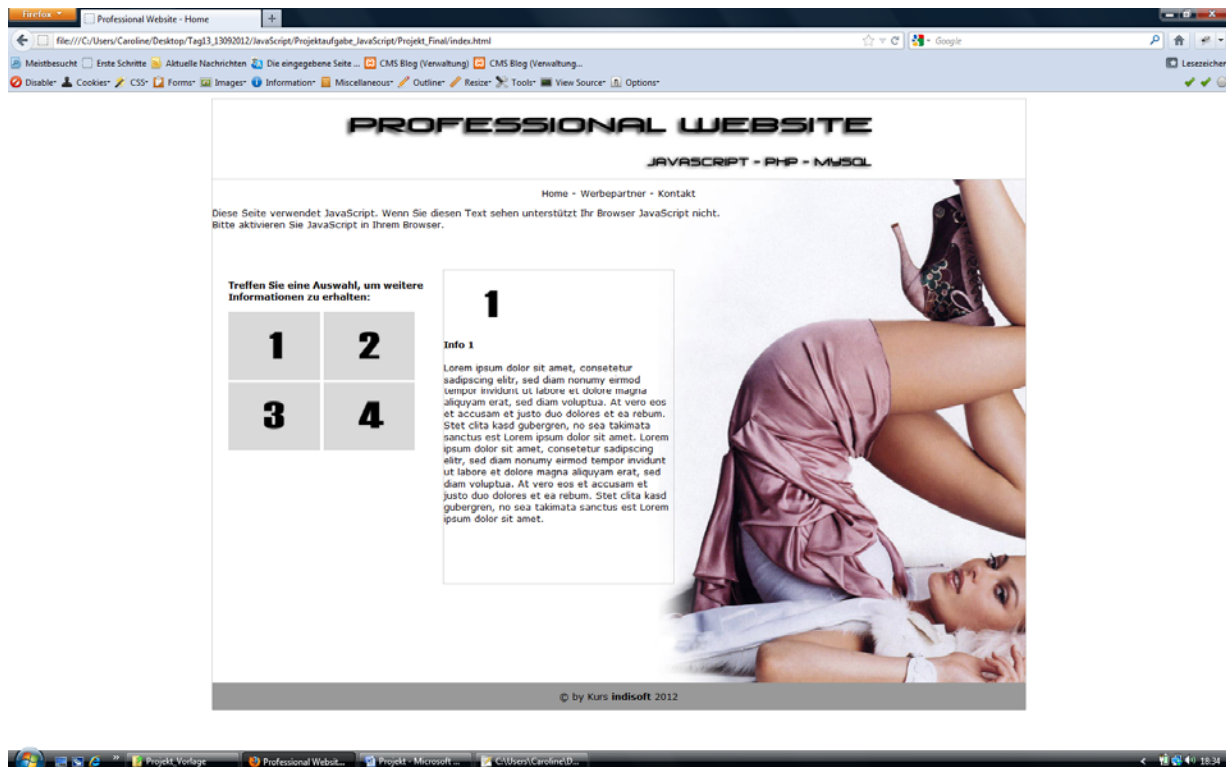 Firefox
Professional Website - Home
file:///C:/Users/Caroline/Desktop/Tag13_13092012/JavaScript/Projektaufgabe_JavaScript/Projekt_Final/index.html
Google
Meistbesucht Erste Schritte Aktuelle Nachrichten Die eingegebene Seite ... CMS Blog (Verwaltung) CMS Blog (Verwaltung...
Lesezeichen
Disable Cookies CSS Forms Images Information Miscellaneous Outline Resize Tools View Source Options
PROFESSIONAL WEBSITE
JAVASCRIPT - PHP - MYSQL
Home - Werbepartner - Kontakt
Diese Seite verwendet JavaScript. Wenn Sie diesen Text sehen unterstützt Ihr Browser JavaScript nicht.
Bitte aktivieren Sie JavaScript in Ihrem Browser.
Treffen Sie eine Auswahl, um weitere
Informationen zu erhalten:
1 2
3 4
1
Info 1
Lorem ipsum dolor sit amet, consetetur
sadipscing elitr, sed diam nonumy eirmod
tempor invidunt ut labore et dolore magna
aliquyam erat, sed diam voluptua. At vero eos
et accusam et justo duo dolores et ea rebum.
Stet clita kasd gubergren, no sea takimata
sanctus est Lorem ipsum dolor sit amet. Lorem
ipsum dolor sit amet, consetetur sadipscing
elitr, sed diam nonumy eirmod tempor invidunt
ut labore et dolore magna aliquyam erat, sed
diam voluptua. At vero eos et accusam et
justo duo dolores et ea rebum. Stet clita kasd
gubergren, no sea takimata sanctus est Lorem
ipsum dolor sit amet.
© by Kurs indisoft 2012
Projekt_Vorlage
Professional Websit...
Projekt - Microsoft ...
C:\Users\Caroline\D...
18:34